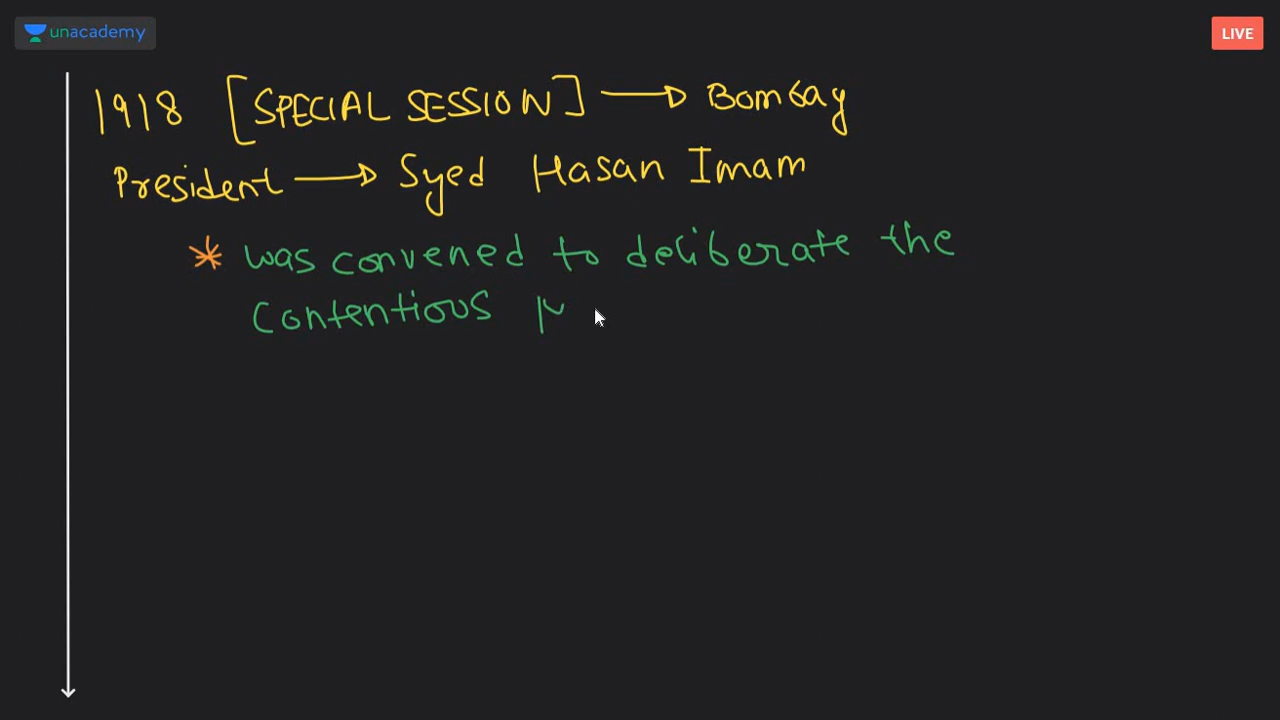 unacademy
LIVE
1918 [SPECIAL SESSION] → Bombay
President → Syed Hasan Imam
* was convened to deliberate the
contentious